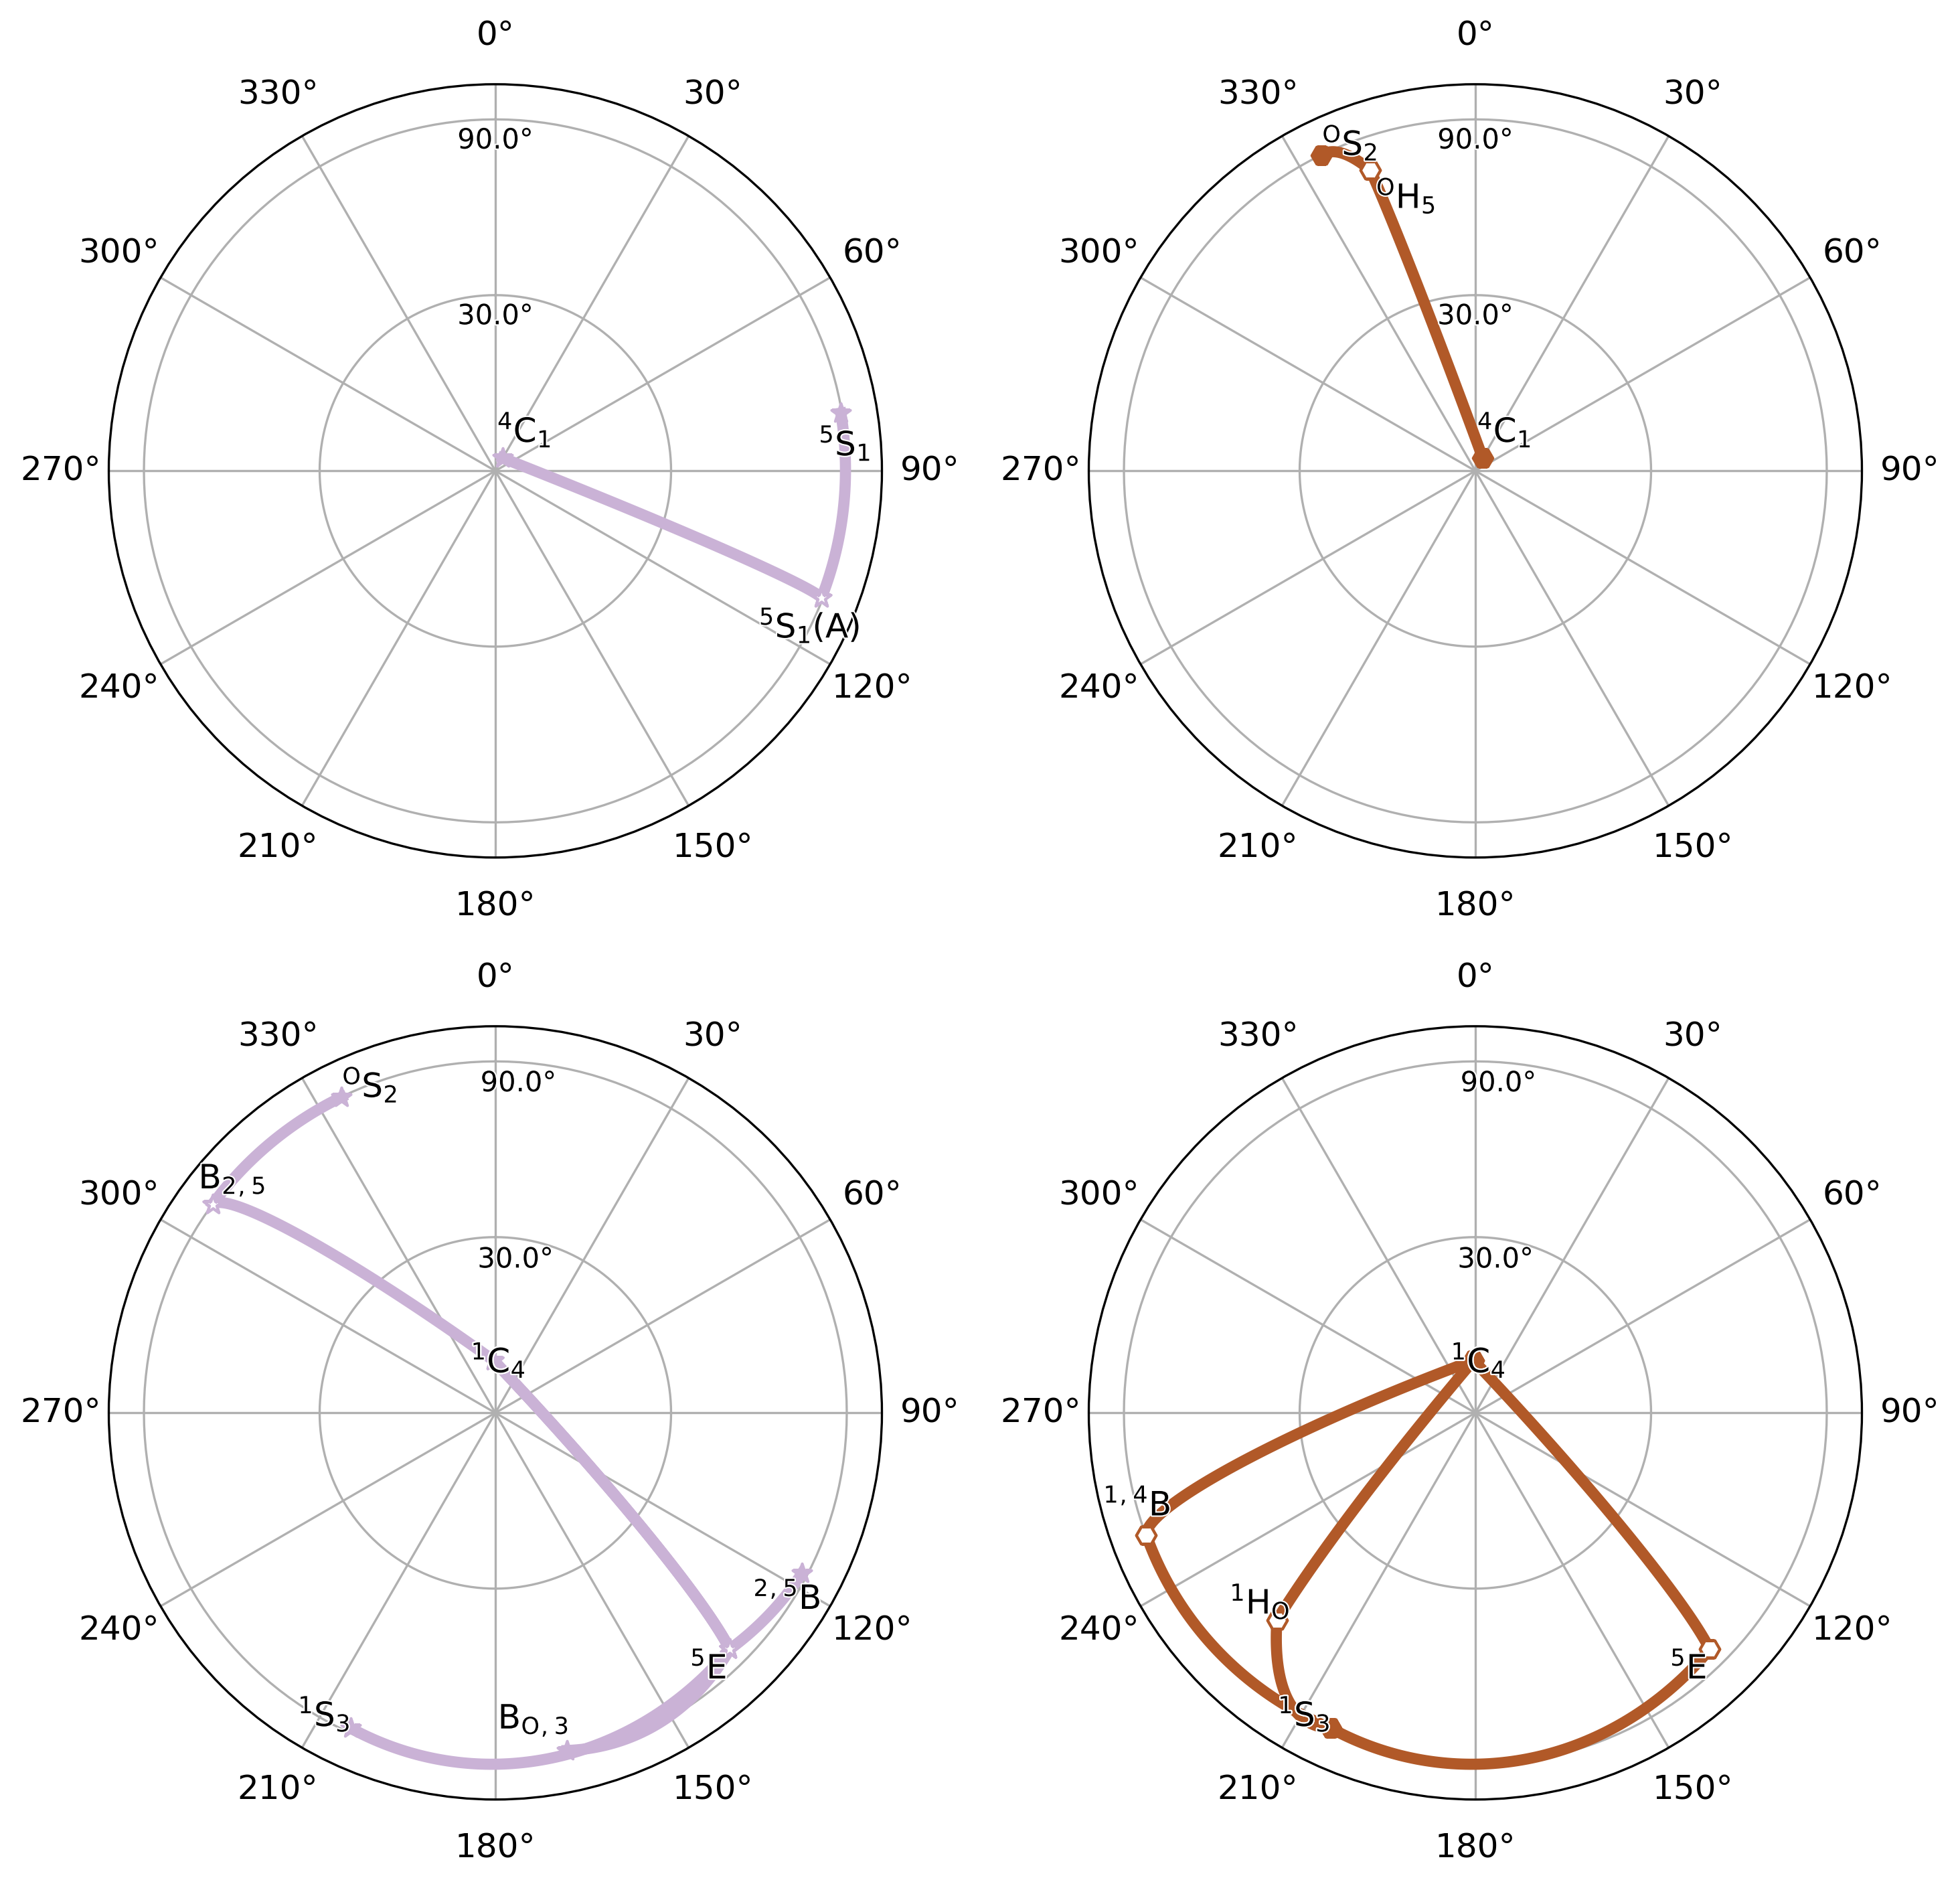 0° 0°
330° 30° 330° 30°
90.0° 90.0°
ᴼS₂
ᴼH₅
300° 60° 300° 60°
30.0° 30.0°
⁴C₁ ⁴C₁
⁵S₁
270° 90° 270° 90°
⁵S₁(A)
240° 120° 240° 120°
210° 150° 210° 150°
180° 180°
0° 0°
330° 30° 330° 30°
ᴼS₂ 90.0° 90.0°
B₂,₅
300° 60° 300° 60°
30.0° 30.0°
¹C₄ ¹C₄
270° 90° 270° 90°
¹,⁴B
²,⁵B ¹Hₒ
240° 120° 240° 120°
⁵E ⁵E
¹S₃ Bₒ,₃ ¹S₃
210° 150° 210° 150°
180° 180°